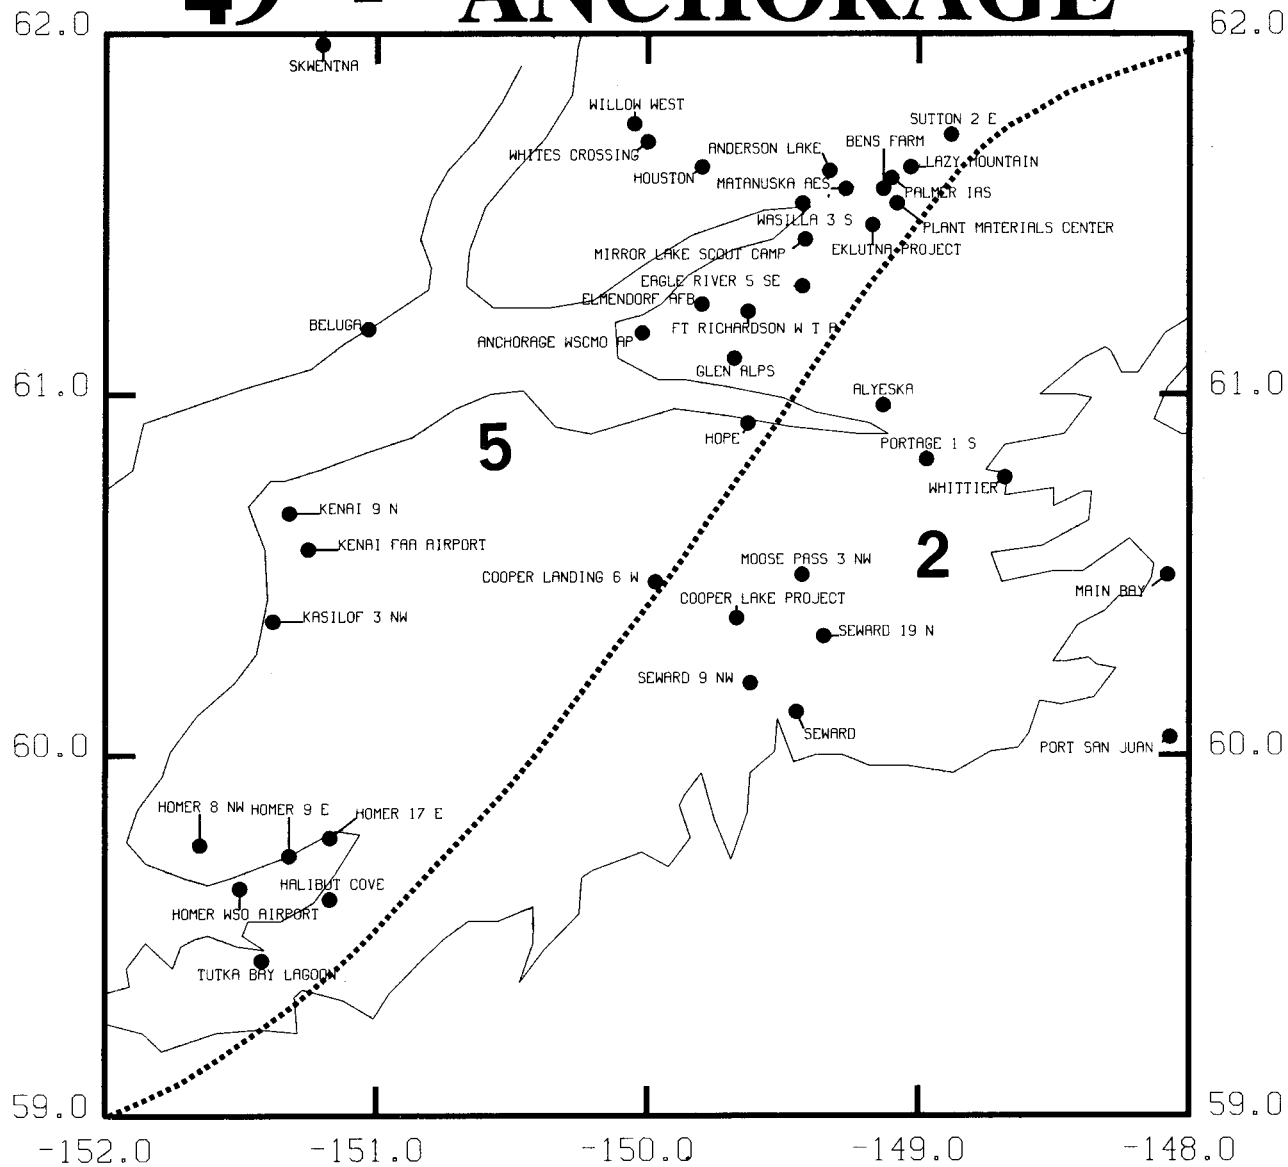 ANCHORAGE
62.0
62.0
SKWENTNA
WILLOW WEST
SUTTON 2 E
BENS FARM
ANDERSON LAKE
WHITES CROSSING
LAZY MOUNTAIN
HOUSTON
MATANUSKA AES
PALMER IAS
WASILLA 3 S
PLANT MATERIALS CENTER
MIRROR LAKE SCOUT CAMP
EKLUTNA PROJECT
EAGLE RIVER 5 SE
ELMENDORF AFB
BELUGA
FT RICHARDSON W T P
ANCHORAGE WSCMO AP
GLEN ALPS
61.0
61.0
ALYESKA
5
HOPE
PORTAGE 1 S
WHITTIER
KENAI 9 N
KENAI FAA AIRPORT
2
MOOSE PASS 3 NW
COOPER LANDING 6 W
MAIN BAY
COOPER LAKE PROJECT
KASILOF 3 NW
SEWARD 19 N
SEWARD 9 NW
SEWARD
60.0
60.0
PORT SAN JUAN
HOMER 8 NW
HOMER 9 E
HOMER 17 E
HALIBUT COVE
HOMER WSO AIRPORT
TUTKA BAY LAGOON
59.0
59.0
-152.0
-151.0
-150.0
-149.0
-148.0